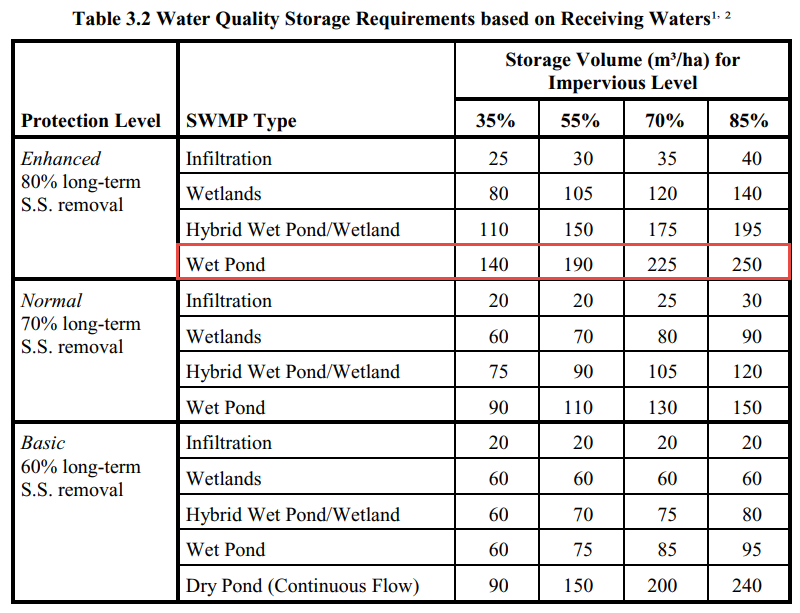 Table 3.2 Water Quality Storage Requirements based on Receiving Waters¹, ²
Storage Volume (m³/ha) for
Impervious Level
Protection Level SWMP Type 35% 55% 70% 85%
Enhanced Infiltration 25 30 35 40
80% long-term
S.S. removal
Wetlands 80 105 120 140
Hybrid Wet Pond/Wetland 110 150 175 195
Wet Pond 140 190 225 250
Normal Infiltration 20 20 25 30
70% long-term
S.S. removal
Wetlands 60 70 80 90
Hybrid Wet Pond/Wetland 75 90 105 120
Wet Pond 90 110 130 150
Basic Infiltration 20 20 20 20
60% long-term
S.S. removal
Wetlands 60 60 60 60
Hybrid Wet Pond/Wetland 60 70 75 80
Wet Pond 60 75 85 95
Dry Pond (Continuous Flow) 90 150 200 240